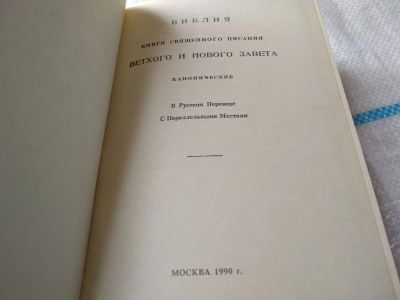 БИБЛИЯ
КНИГИ СВЯЩЕННОГО ПИСАНИЯ
ВЕТХОГО И НОВОГО ЗАВЕТА
КАНОНИЧЕСКИЕ
В Русском Переводе
С Параллельными Местами
МОСКВА 1990 г.